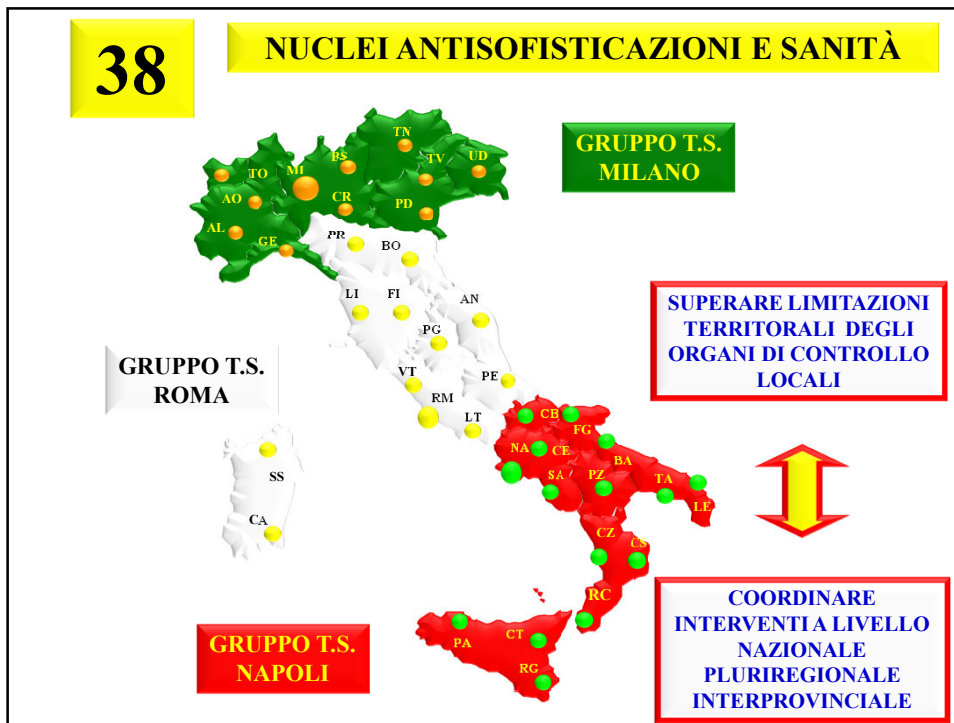 38
NUCLEI ANTISOFISTICAZIONI E SANITÀ
GRUPPO T.S.
MILANO
TN
BS
TV
UD
TO
MI
AO
CR
PD
AL
GE
PR
BO
LI
FI
AN
PG
VT
PE
RM
LT
GRUPPO T.S.
ROMA
SS
CA
SUPERARE LIMITAZIONI
TERRITORALI DEGLI
ORGANI DI CONTROLLO
LOCALI
CB
FG
NA
CE
BA
SA
PZ
TA
LE
CZ
CS
RC
PA
CT
RG
GRUPPO T.S.
NAPOLI
COORDINARE
INTERVENTI A LIVELLO
NAZIONALE
PLURIREGIONALE
INTERPROVINCIALE